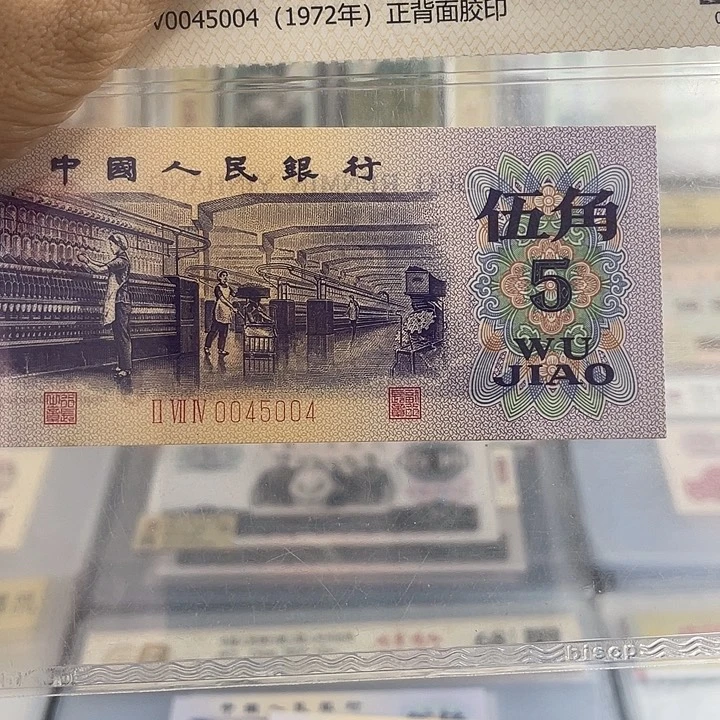 V0045004（1972年）正背面胶印
中國人民銀行
伍角
5
WU
JIAO
II VII IV 0045004
bisep